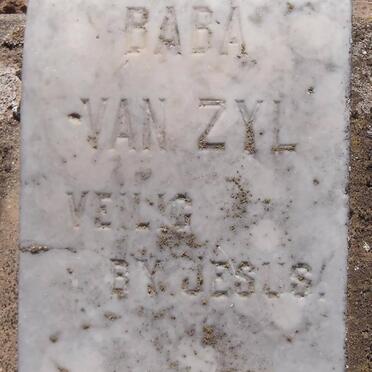 BABA
VAN ZYL
VEILIG
BY JESUS.